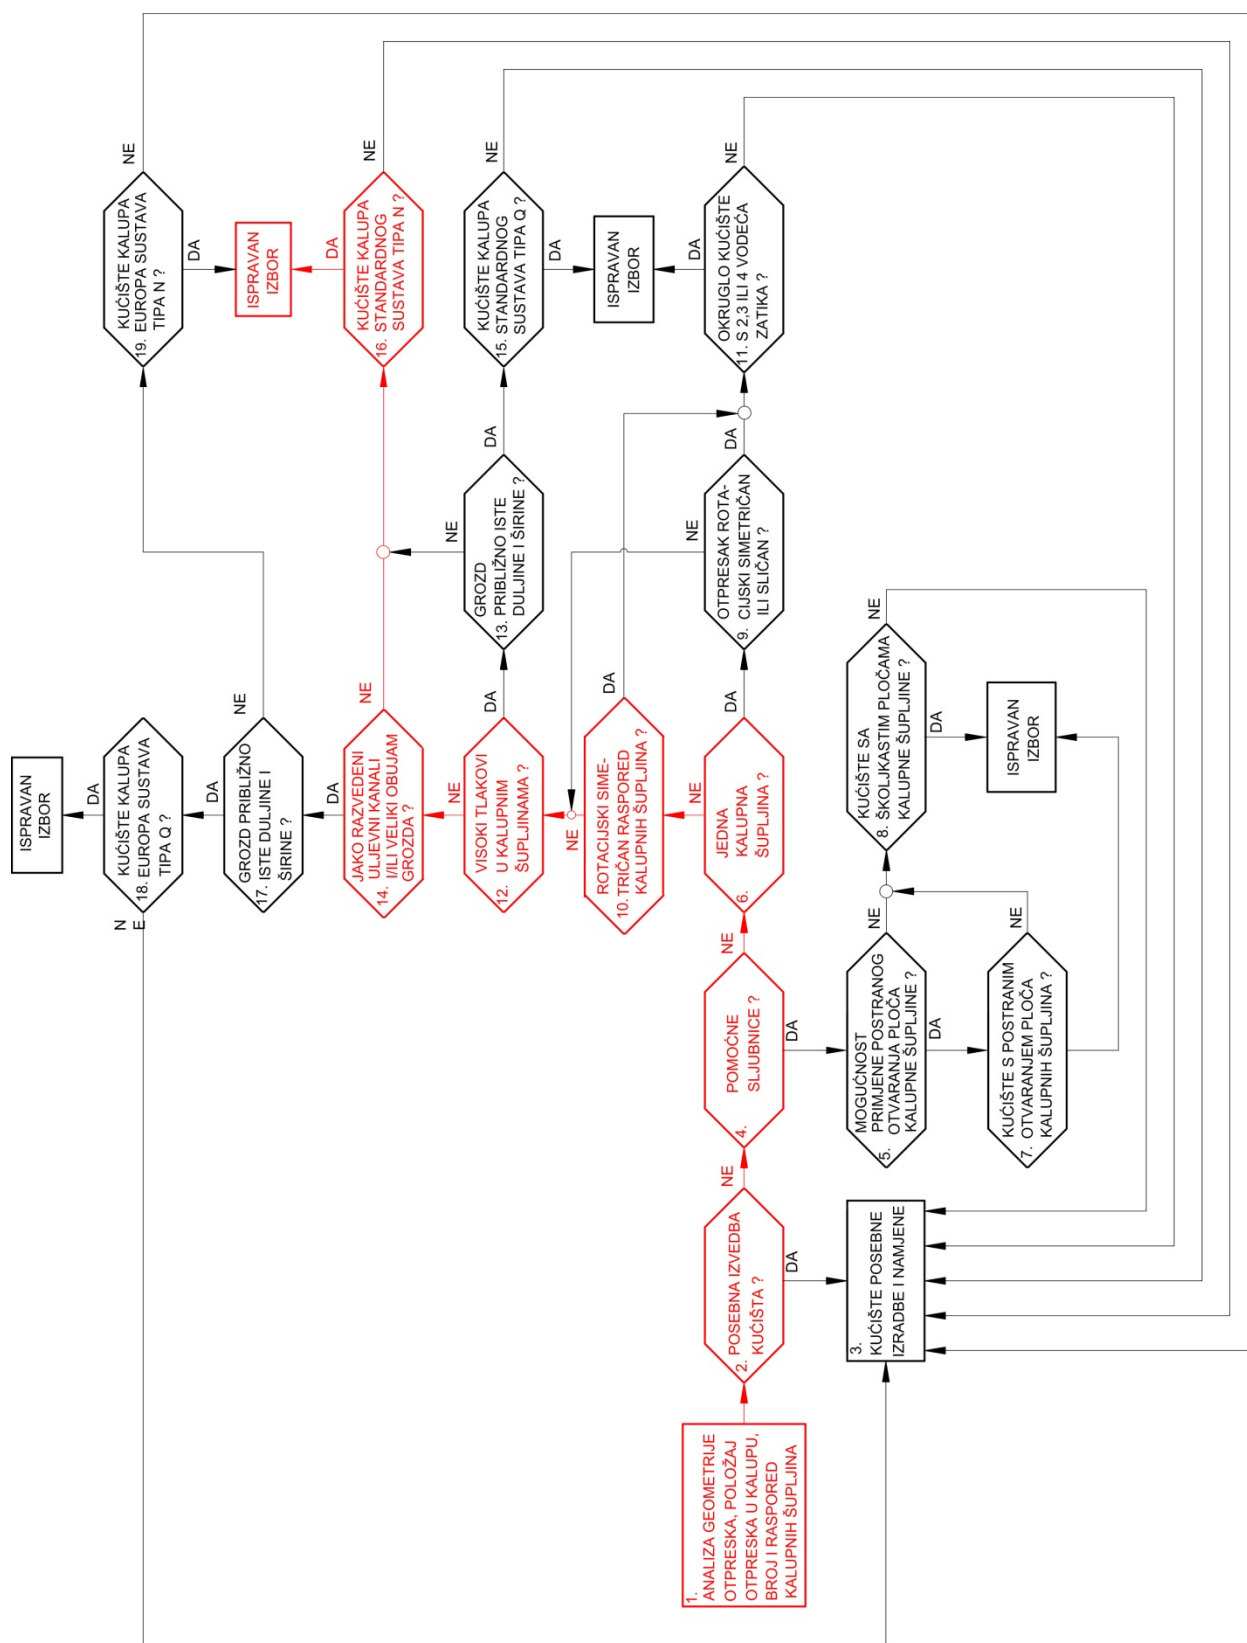 1.
ANALIZA GEOMETRIJE
OTPRESKA, POLOŽAJ
OTPRESKA U KALUPU,
BROJ I RASPORED
KALUPNIH ŠUPLJINA
2. POSEBNA IZVEDBA
KUĆIŠTA ?
NE
DA
3.
KUĆIŠTE POSEBNE
IZRADBE I NAMJENE
4.
POMOĆNE
SLJUBNICE ?
NE
DA
MOGUĆNOST
PRIMJENE POSTRANOG
5. OTVARANJA PLOČA
KALUPNE ŠUPLJINE ?
NE
DA
KUĆIŠTE S POSTRANIM
7. OTVARANJEM PLOČA
KALUPNIH ŠUPLJINA ?
NE
KUĆIŠTE SA
8. ŠKOLJKASTIM PLOČAMA
KALUPNE ŠUPLJINE ?
NE
DA
ISPRAVAN
IZBOR
JEDNA
6. KALUPNA
ŠUPLJINA ?
NE
DA
OTPRESAK ROTA-
9. CIJSKI SIMETRIČAN
ILI SLIČAN ?
NE
DA
ROTACIJSKI SIME-
10. TRIČAN RASPORED
KALUPNIH ŠUPLJINA ?
NE
DA
OKRUGLO KUĆIŠTE
11. S 2,3 ILI 4 VODEĆA
ZATIKA ?
NE
DA
ISPRAVAN
IZBOR
VISOKI TLAKOVI
12. U KALUPNIM
ŠUPLJINAMA ?
NE
DA
GROZD
13. PRIBLIŽNO ISTE
DULJINE I ŠIRINE ?
NE
DA
KUĆIŠTE KALUPA
15. STANDARDNOG
SUSTAVA TIPA Q ?
NE
DA
JAKO RAZVEDENI
14. ULJEVNI KANALI
I/ILI VELIKI OBUJAM
GROZDA ?
NE
DA
KUĆIŠTE KALUPA
16. STANDARDNOG
SUSTAVA TIPA N ?
NE
DA
ISPRAVAN
IZBOR
GROZD PRIBLIŽNO
17. ISTE DULJINE I
ŠIRINE ?
NE
DA
KUĆIŠTE KALUPA
18. EUROPA SUSTAVA
TIPA Q ?
N
E
DA
ISPRAVAN
IZBOR
KUĆIŠTE KALUPA
19. EUROPA SUSTAVA
TIPA N ?
NE
DA